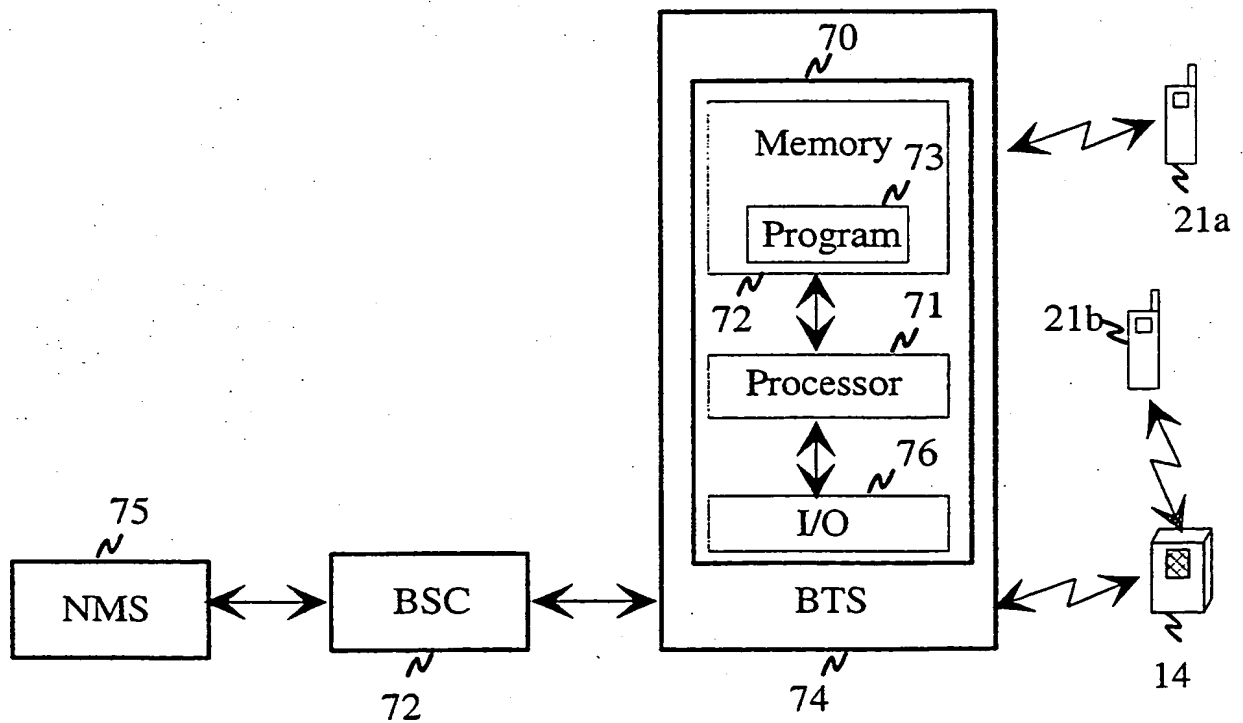 70
Memory
73
Program
72
71
Processor
76
I/O
BTS
74
75
NMS
BSC
72
21a
21b
14